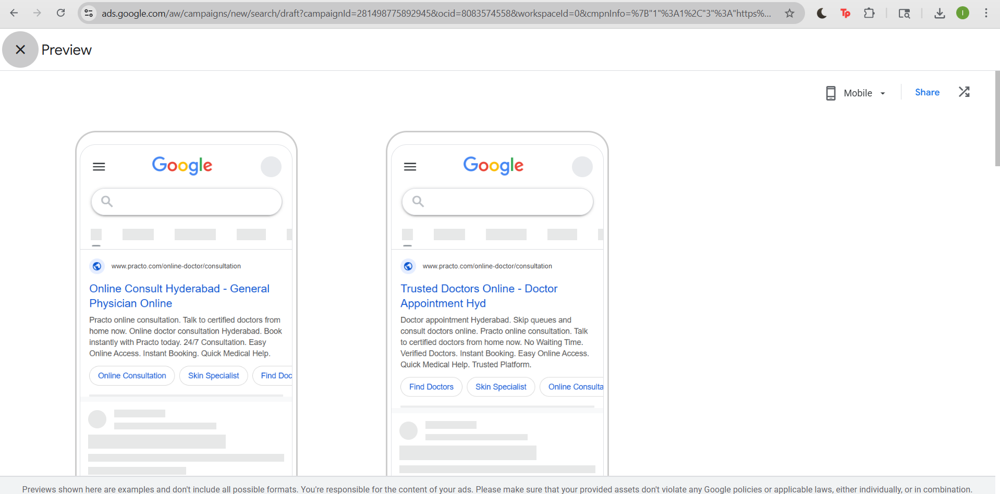 ads.google.com/aw/campaigns/new/search/draft?campaignId=281498775892945&ocid=8083574558&workspaceId=0&cmpnInfo=%7B"1"%3A1%2C"3"%3A"https%...
Tp
I
Preview
Mobile
Share
Google
www.practo.com/online-doctor/consultation
Online Consult Hyderabad - General
Physician Online
Practo online consultation. Talk to certified doctors from
home now. Online doctor consultation Hyderabad. Book
instantly with Practo today. 24/7 Consultation. Easy
Online Access. Instant Booking. Quick Medical Help.
Online Consultation
Skin Specialist
Find Doc
Google
www.practo.com/online-doctor/consultation
Trusted Doctors Online - Doctor
Appointment Hyd
Doctor appointment Hyderabad. Skip queues and
consult doctors online. Practo online consultation. Talk
to certified doctors from home now. No Waiting Time.
Verified Doctors. Instant Booking. Easy Online Access.
Quick Medical Help. Trusted Platform.
Find Doctors
Skin Specialist
Online Consulta
Previews shown here are examples and don't include all possible formats. You're responsible for the content of your ads. Please make sure that your provided assets don't violate any Google policies or applicable laws, either individually, or in combination.